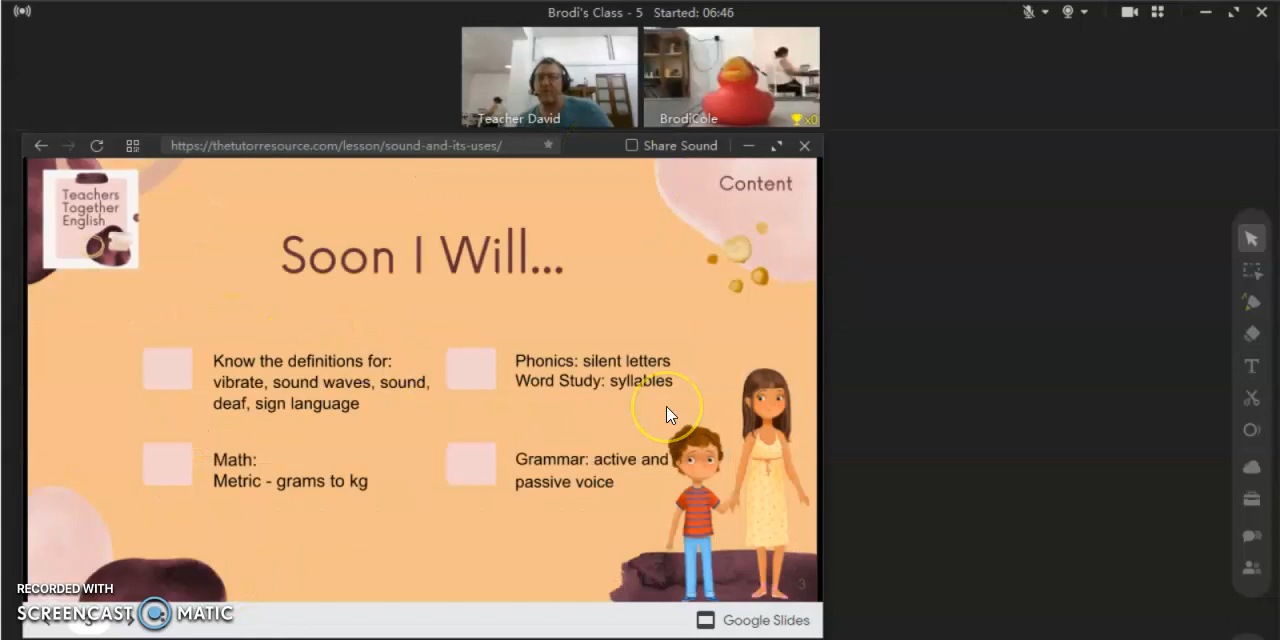 Brodi's Class - 5 Started: 06:46
Teacher David
BrodiCole
x0
https://thetutorresource.com/lesson/sound-and-its-uses/
Share Sound
Teachers
Together
English
Content
Soon I Will...
Know the definitions for:
vibrate, sound waves, sound,
deaf, sign language
Phonics: silent letters
Word Study: syllables
Math:
Metric - grams to kg
Grammar: active and
passive voice
3
RECORDED WITH
SCREENCAST MATIC
Google Slides